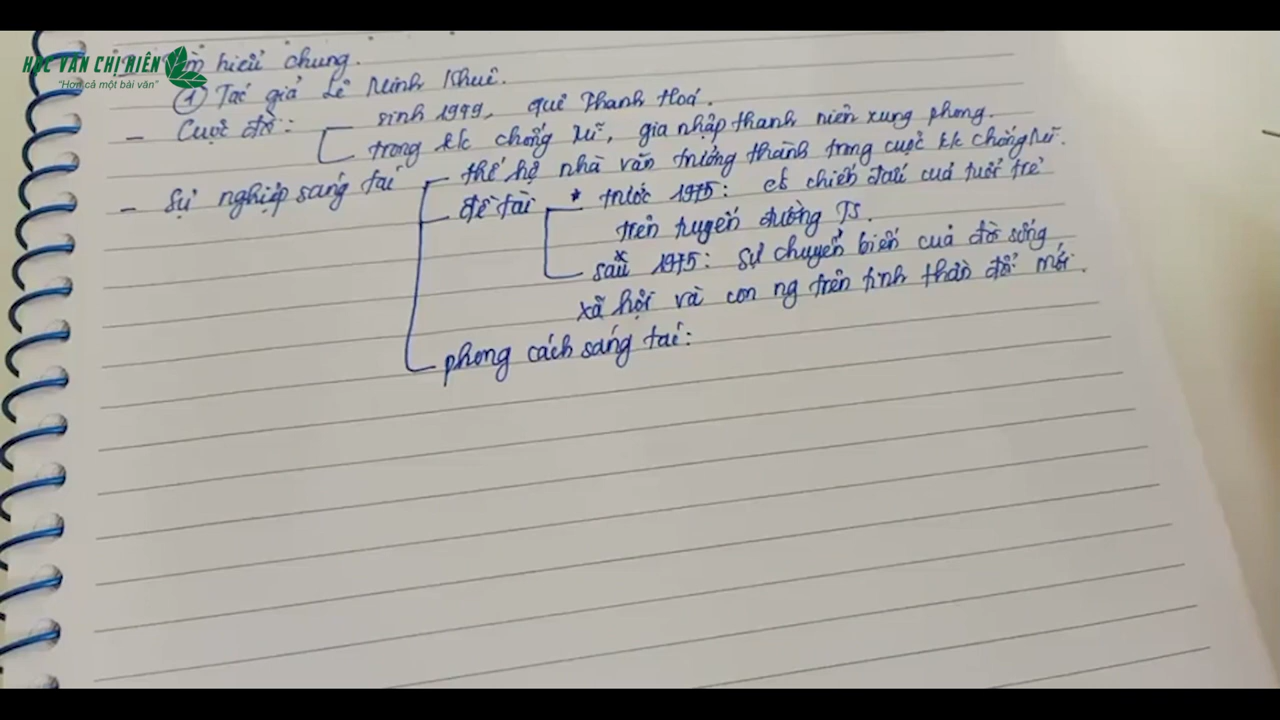 HỌC VĂN CHỊ HIÊN
"Hơn cả một bài văn"
hiểu chung.
① Tác giả Lê Minh Khuê.
- Cuộc đời: sinh 1949, quê Thanh Hoá.
trong kk chống Mĩ, gia nhập thanh niên xung phong.
- Sự nghiệp sáng tác thế hệ nhà văn trưởng thành trong cuộc kk chống Mĩ.
đề tài * trước 1975: cs chiến đấu của tuổi trẻ
trên tuyến đường TS.
sau 1975: sự chuyển biến của đời sống
xã hội và con ng trên tinh thần đổi mới.
phong cách sáng tác: